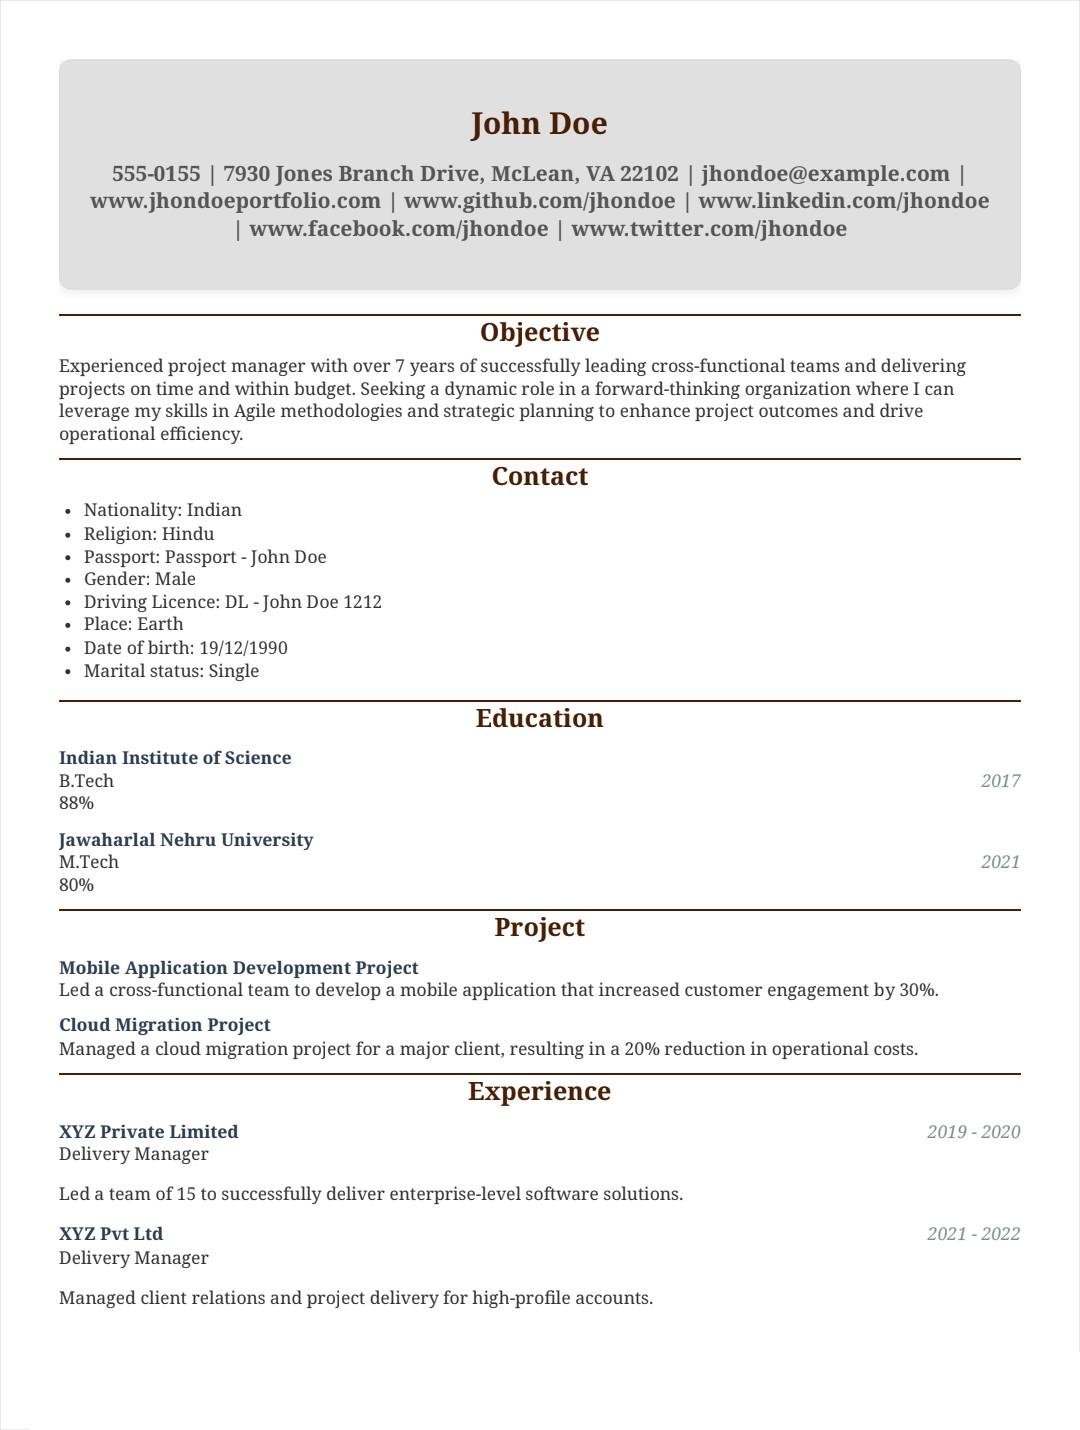 John Doe
555-0155 | 7930 Jones Branch Drive, McLean, VA 22102 | jhondoe@example.com |
www.jhondoeportfolio.com | www.github.com/jhondoe | www.linkedin.com/jhondoe
| www.facebook.com/jhondoe | www.twitter.com/jhondoe
Objective
Experienced project manager with over 7 years of successfully leading cross-functional teams and delivering
projects on time and within budget. Seeking a dynamic role in a forward-thinking organization where I can
leverage my skills in Agile methodologies and strategic planning to enhance project outcomes and drive
operational efficiency.
Contact
• Nationality: Indian
• Religion: Hindu
• Passport: Passport - John Doe
• Gender: Male
• Driving Licence: DL - John Doe 1212
• Place: Earth
• Date of birth: 19/12/1990
• Marital status: Single
Education
Indian Institute of Science
B.Tech 2017
88%
Jawaharlal Nehru University
M.Tech 2021
80%
Project
Mobile Application Development Project
Led a cross-functional team to develop a mobile application that increased customer engagement by 30%.
Cloud Migration Project
Managed a cloud migration project for a major client, resulting in a 20% reduction in operational costs.
Experience
XYZ Private Limited 2019 - 2020
Delivery Manager
Led a team of 15 to successfully deliver enterprise-level software solutions.
XYZ Pvt Ltd 2021 - 2022
Delivery Manager
Managed client relations and project delivery for high-profile accounts.